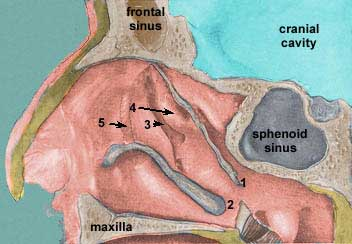 frontal
sinus
cranial
cavity
4
5
3
sphenoid
sinus
1
2
maxilla